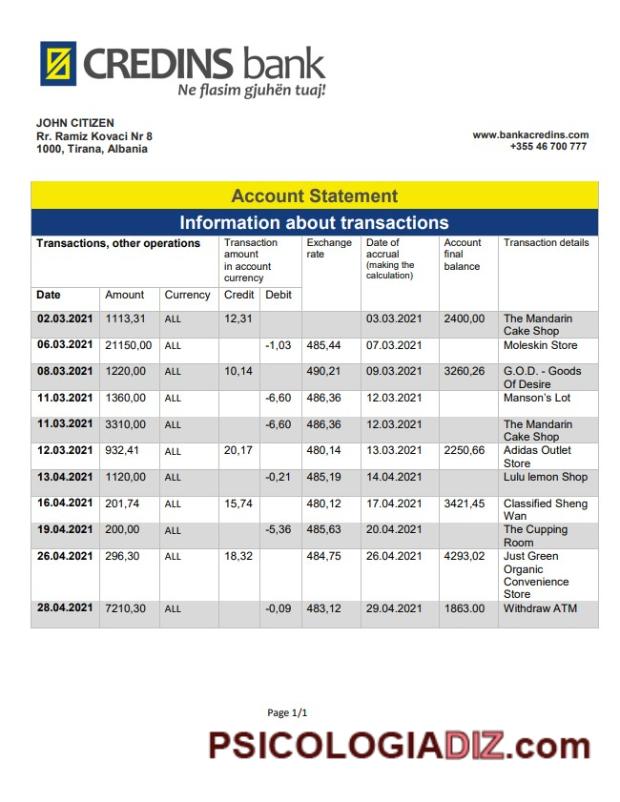 CREDINS bank
Ne flasim gjuhën tuaj!
JOHN CITIZEN
Rr. Ramiz Kovaci Nr 8
1000, Tirana, Albania
www.bankacredins.com
+355 46 700 777
Account Statement
Information about transactions
Transactions, other operations
Transaction
amount
in account
currency
Exchange
rate
Date of
accrual
(making the
calculation)
Account
final
balance
Transaction details
Date Amount Currency Credit Debit
02.03.2021 1113,31 ALL 12,31 03.03.2021 2400,00 The Mandarin
Cake Shop
06.03.2021 21150,00 ALL -1,03 485,44 07.03.2021 Moleskin Store
08.03.2021 1220,00 ALL 10,14 490,21 09.03.2021 3260,26 G.O.D. - Goods
Of Desire
11.03.2021 1360,00 ALL -6,60 486,36 12.03.2021 Manson's Lot
11.03.2021 3310,00 ALL -6,60 486,36 12.03.2021 The Mandarin
Cake Shop
12.03.2021 932,41 ALL 20,17 480,14 13.03.2021 2250,66 Adidas Outlet
Store
13.04.2021 1120,00 ALL -0,21 485,19 14.04.2021 Lulu lemon Shop
16.04.2021 201,74 ALL 15,74 480,12 17.04.2021 3421,45 Classified Sheng
Wan
19.04.2021 200,00 ALL -5,36 485,63 20.04.2021 The Cupping
Room
26.04.2021 296,30 ALL 18,32 484,75 26.04.2021 4293,02 Just Green
Organic
Convenience
Store
28.04.2021 7210,30 ALL -0,09 483,12 29.04.2021 1863.00 Withdraw ATM
Page 1/1
PSICOLOGIADIZ.com